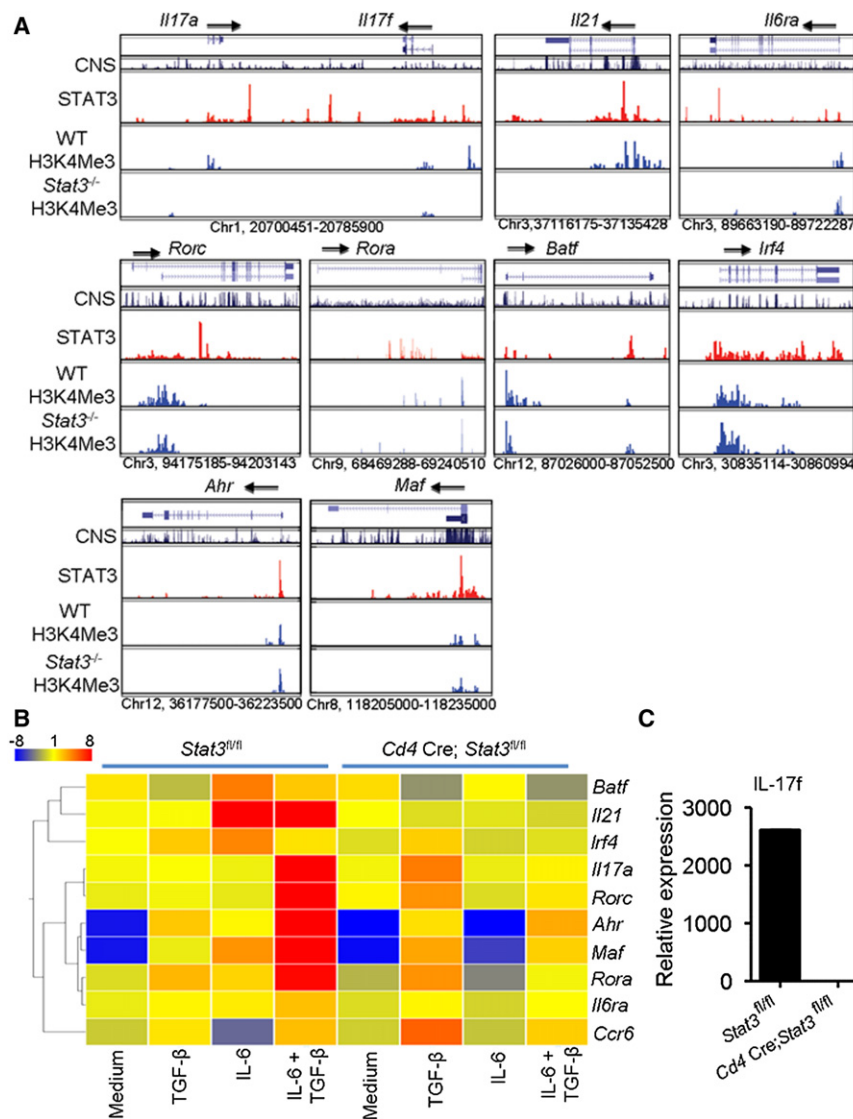 A
Il17a Il17f Il21 Il6ra
CNS
STAT3
WT
H3K4Me3
Stat3-/-
H3K4Me3
Chr1, 20700451-20785900 Chr3,37116175-37135428 Chr3, 89663190-897222287
Rorc Rora Batf Irf4
CNS
STAT3
WT
H3K4Me3
Stat3-/-
H3K4Me3
Chr3, 94175185-94203143 Chr9, 68469288-69240510 Chr12, 87026000-87052500 Chr3, 30835114-30860994
Ahr Maf
CNS
STAT3
WT
H3K4Me3
Stat3-/-
H3K4Me3
Chr12, 36177500-36223500 Chr8, 118205000-118235000
B
-8 1 8
Stat3fl/fl Cd4 Cre; Stat3fl/fl
Batf
Il21
Irf4
Il17a
Rorc
Ahr
Maf
Rora
Il6ra
Ccr6
Medium TGF-β IL-6 IL-6 + TGF-β Medium TGF-β IL-6 IL-6 + TGF-β
C
IL-17f
Relative expression
3000
2000
1000
0
Stat3fl/fl
Cd4 Cre;Stat3fl/fl